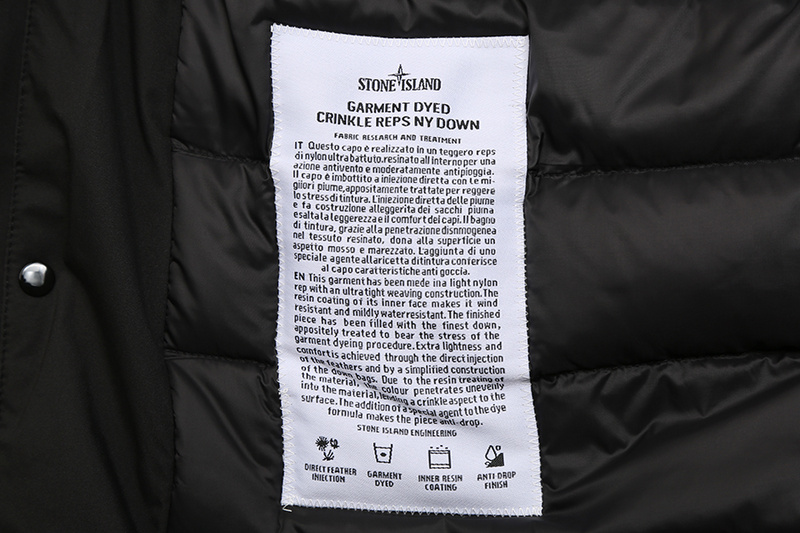 STONE ISLAND
GARMENT DYED
CRINKLE REPS NY DOWN
FABRIC RESEARCH AND TREATMENT
IT Questo capo è realizzato in un teggero reps
di nylon ultra battuto,resinato all interno per una
azione antivento e moderatamente antipioggia.
Il capo è imbottito a iniezione diretta con le mi-
gliori piume,appositamente trattate per reggere
lo stress di tintura. L'iniezione diretta delle piume
e fa costruzione alleggerita dei sacchi piuma
esalta la leggerezza e il comfort dei capi. Il bagno
di tintura, grazie alla penetrazione disnmogenea
nel tessuto resinato, dona alla superficie un
aspetto mosso e marezzato. L'aggiunta di uno
speciale agente alla ricetta di tintura conferisce
al capo caratteristiche anti goccia.
EN This garment has been mede in a light nylon
rep with an ultra tight weaving construction. The
resin coating of its inner face makes it wind
resistant and mildly water resistant. The finished
piece has been filled with the finest down,
appositely treated to bear the stress of the
garment dyeing procedure. Extra lightness and
comfort is achieved through the direct injection
of the feathers and by a simplified construction
of the down bags. Due to the resin treating of
the material, the colour penetrates unevenly
into the material, lending a crinkle aspect to the
surface. The addition of a special agent to the dye
formula makes the piece anti-drop.
STONE ISLAND ENGINEERING
DIRECT FEATHER INJECTION
GARMENT DYED
INNER RESIN COATING
ANTI DROP FINISH